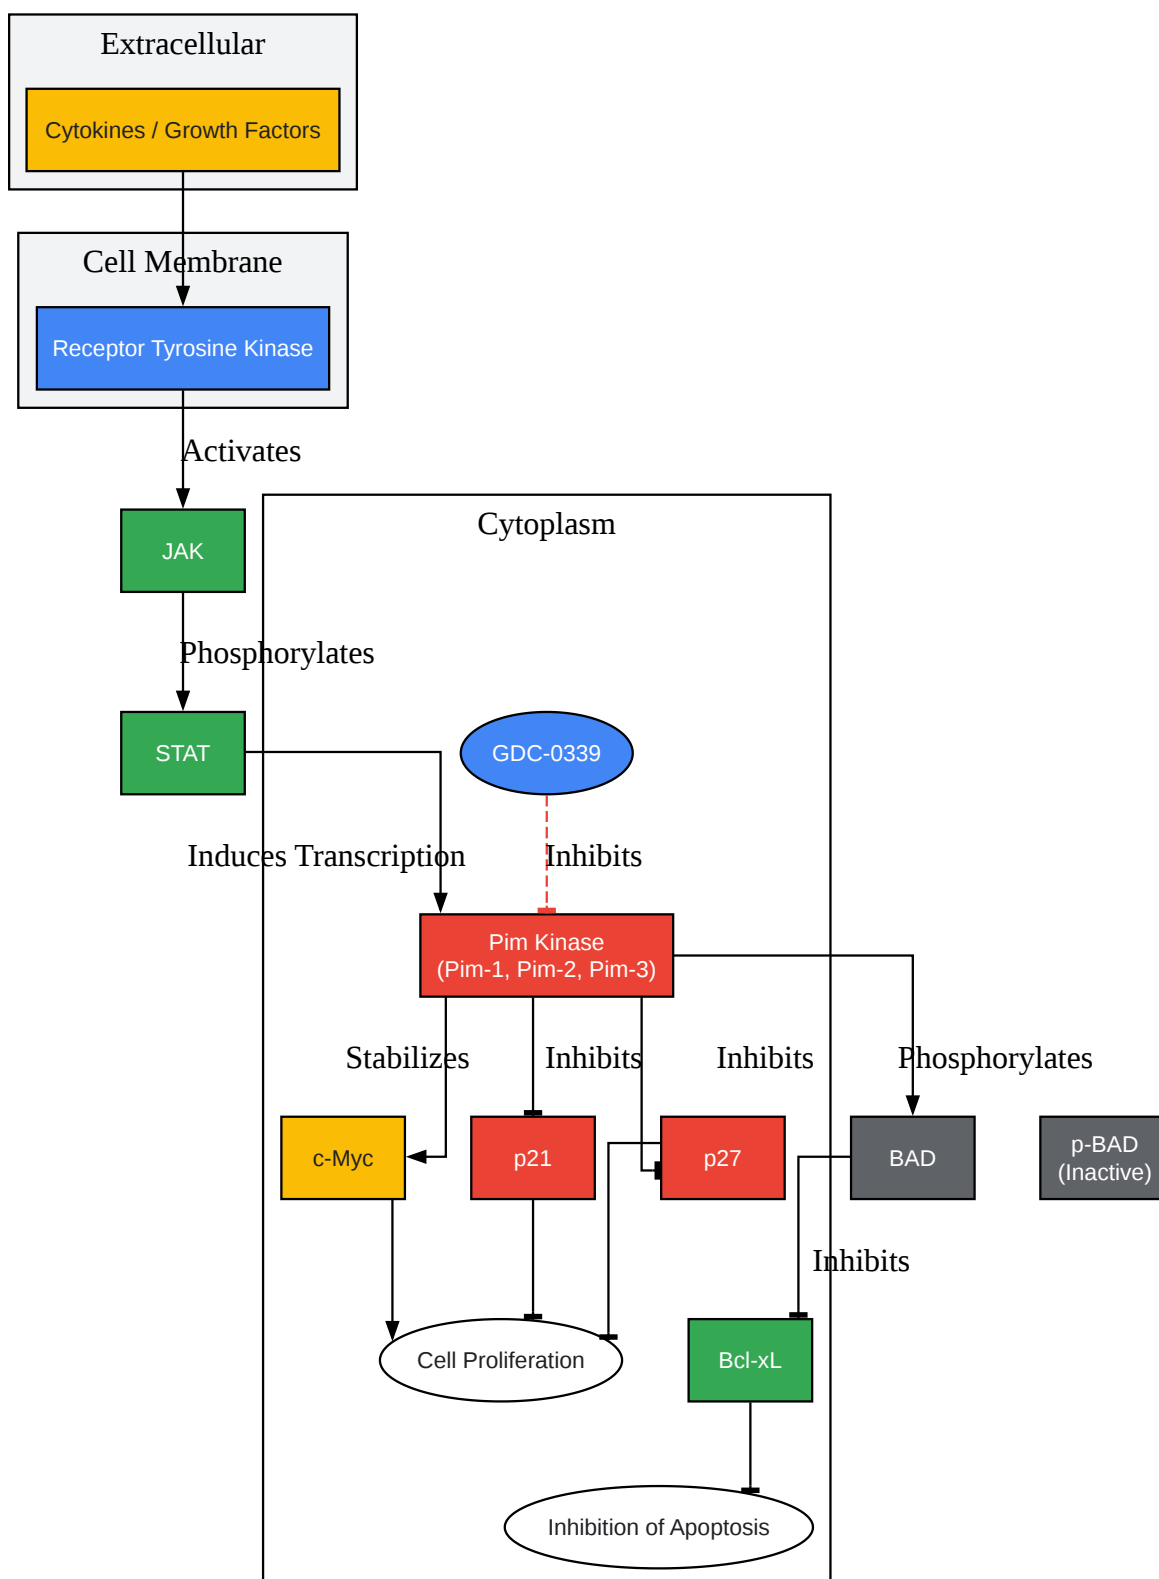 Extracellular
Cytokines / Growth Factors
Cell Membrane
Receptor Tyrosine Kinase
Activates
Cytoplasm
JAK
Phosphorylates
STAT
GDC-0339
Induces Transcription
Inhibits
Pim Kinase
(Pim-1, Pim-2, Pim-3)
Stabilizes
Inhibits
Inhibits
Phosphorylates
c-Myc
p21
p27
BAD
p-BAD
(Inactive)
Inhibits
Cell Proliferation
Bcl-xL
Inhibition of Apoptosis